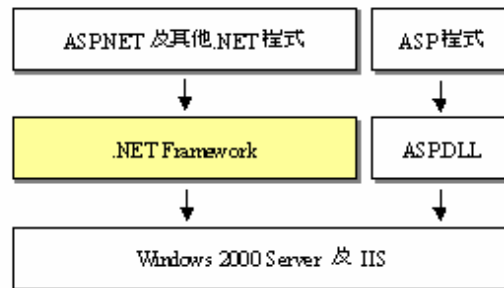 ASPNET 及其他.NET 程式
ASP程式
.NET Framework
ASPDLL
Windows 2000 Server 及 IIS